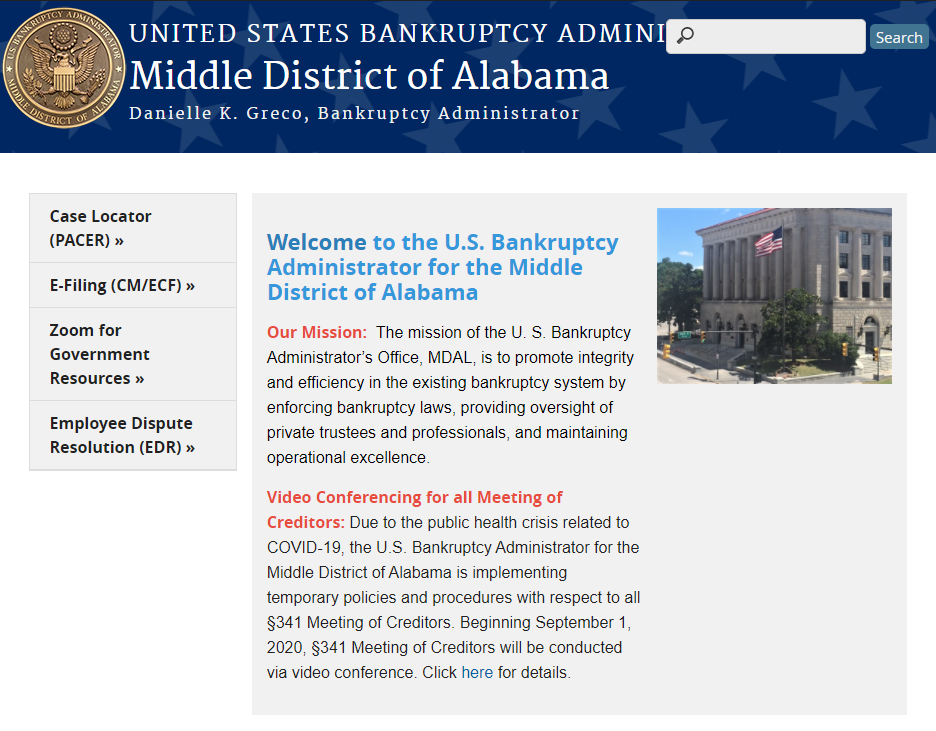 U.S. BANKRUPTCY ADMINISTRATOR
MIDDLE DISTRICT OF ALABAMA
UNITED STATES BANKRUPTCY ADMINI
Middle District of Alabama
Danielle K. Greco, Bankruptcy Administrator
Search
Case Locator
(PACER) »
E-Filing (CM/ECF) »
Zoom for
Government
Resources »
Employee Dispute
Resolution (EDR) »
Welcome to the U.S. Bankruptcy
Administrator for the Middle
District of Alabama
Our Mission: The mission of the U. S. Bankruptcy
Administrator’s Office, MDAL, is to promote integrity
and efficiency in the existing bankruptcy system by
enforcing bankruptcy laws, providing oversight of
private trustees and professionals, and maintaining
operational excellence.
Video Conferencing for all Meeting of
Creditors: Due to the public health crisis related to
COVID-19, the U.S. Bankruptcy Administrator for the
Middle District of Alabama is implementing
temporary policies and procedures with respect to all
§341 Meeting of Creditors. Beginning September 1,
2020, §341 Meeting of Creditors will be conducted
via video conference. Click here for details.